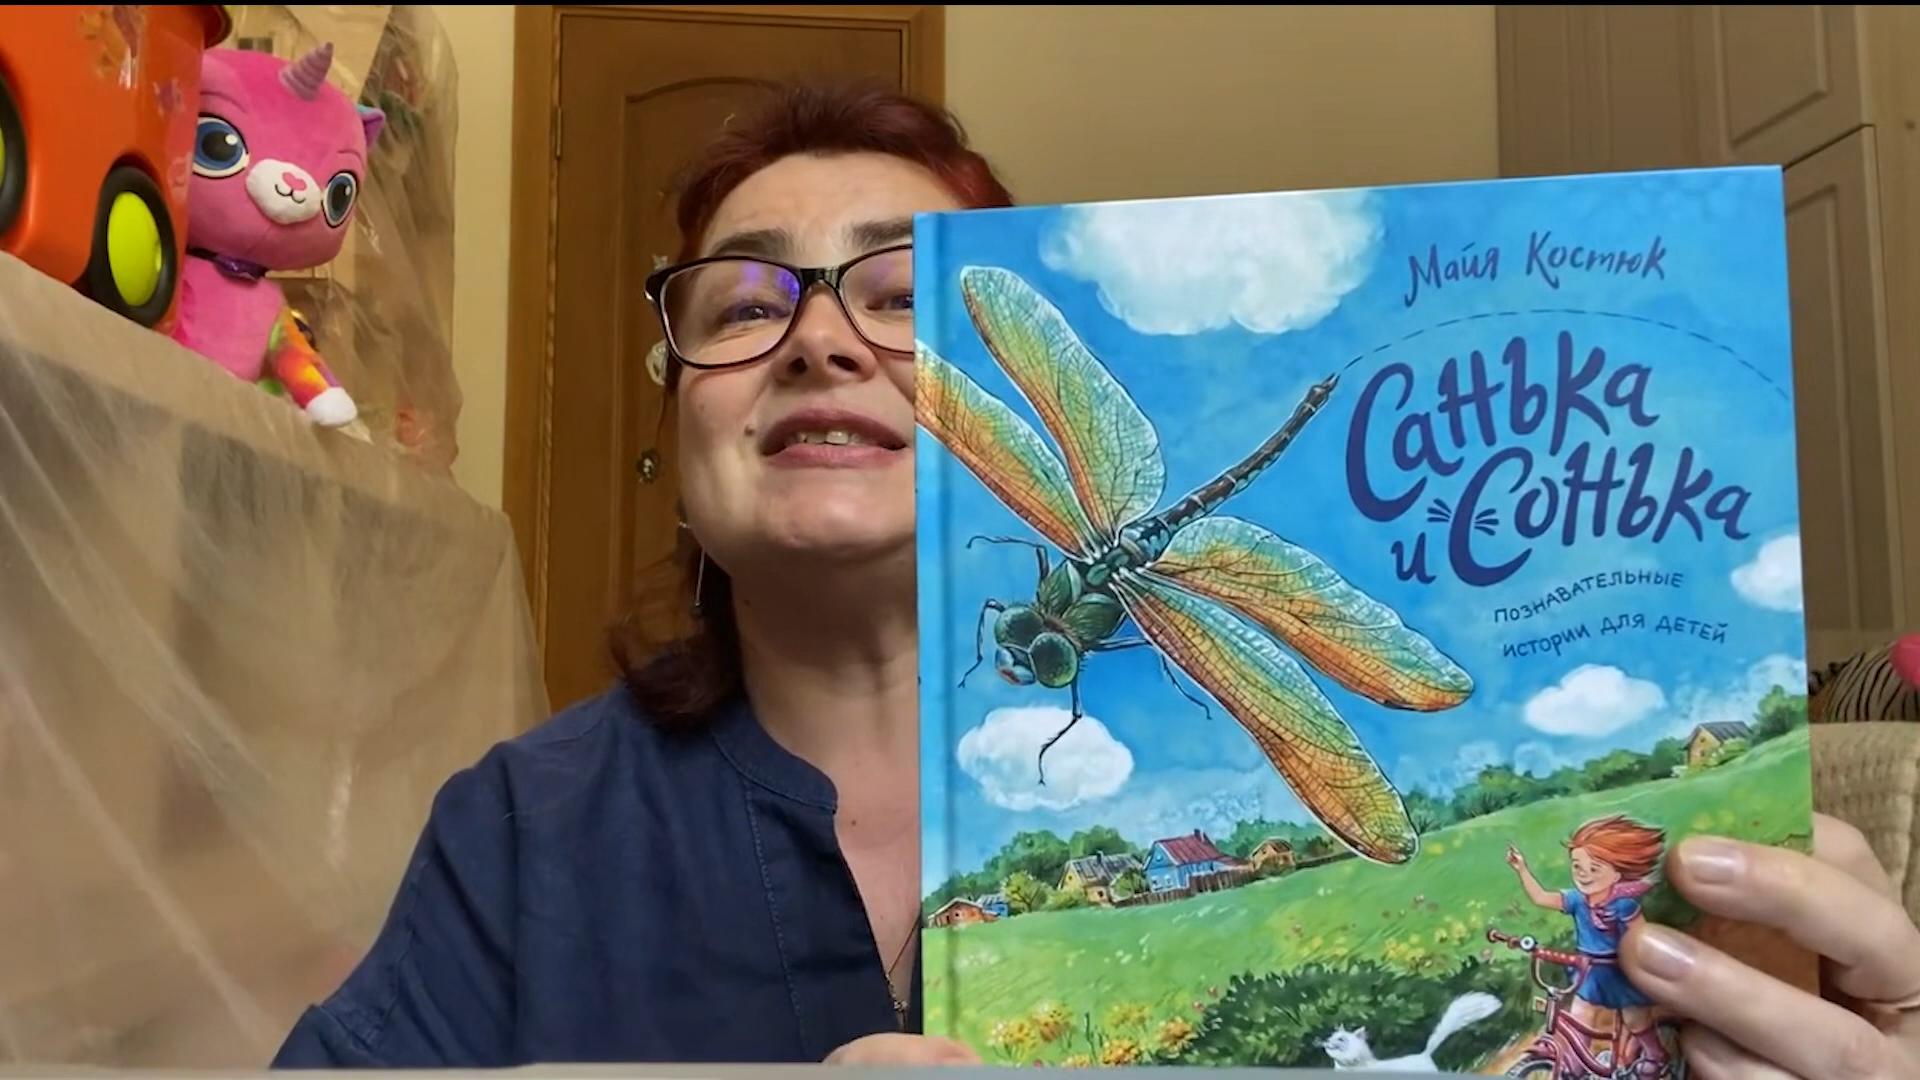 Майя Костюк
Санька
и Сонька
познавательные
истории для детей